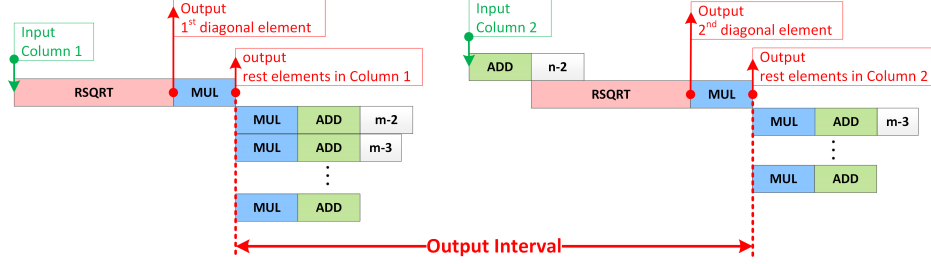 Input
Column 1
Output
1st diagonal element
output
rest elements in Column 1
RSQRT
MUL
MUL
ADD
m-2
MUL
ADD
m-3
MUL
ADD
Input
Column 2
Output
2nd diagonal element
Output
rest elements in Column 2
ADD
n-2
RSQRT
MUL
MUL
ADD
m-3
MUL
ADD
Output Interval